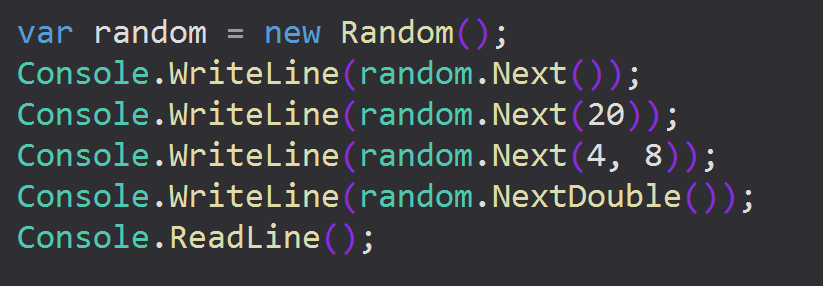 var random = new Random();
Console.WriteLine(random.Next());
Console.WriteLine(random.Next(20));
Console.WriteLine(random.Next(4, 8));
Console.WriteLine(random.NextDouble());
Console.ReadLine();